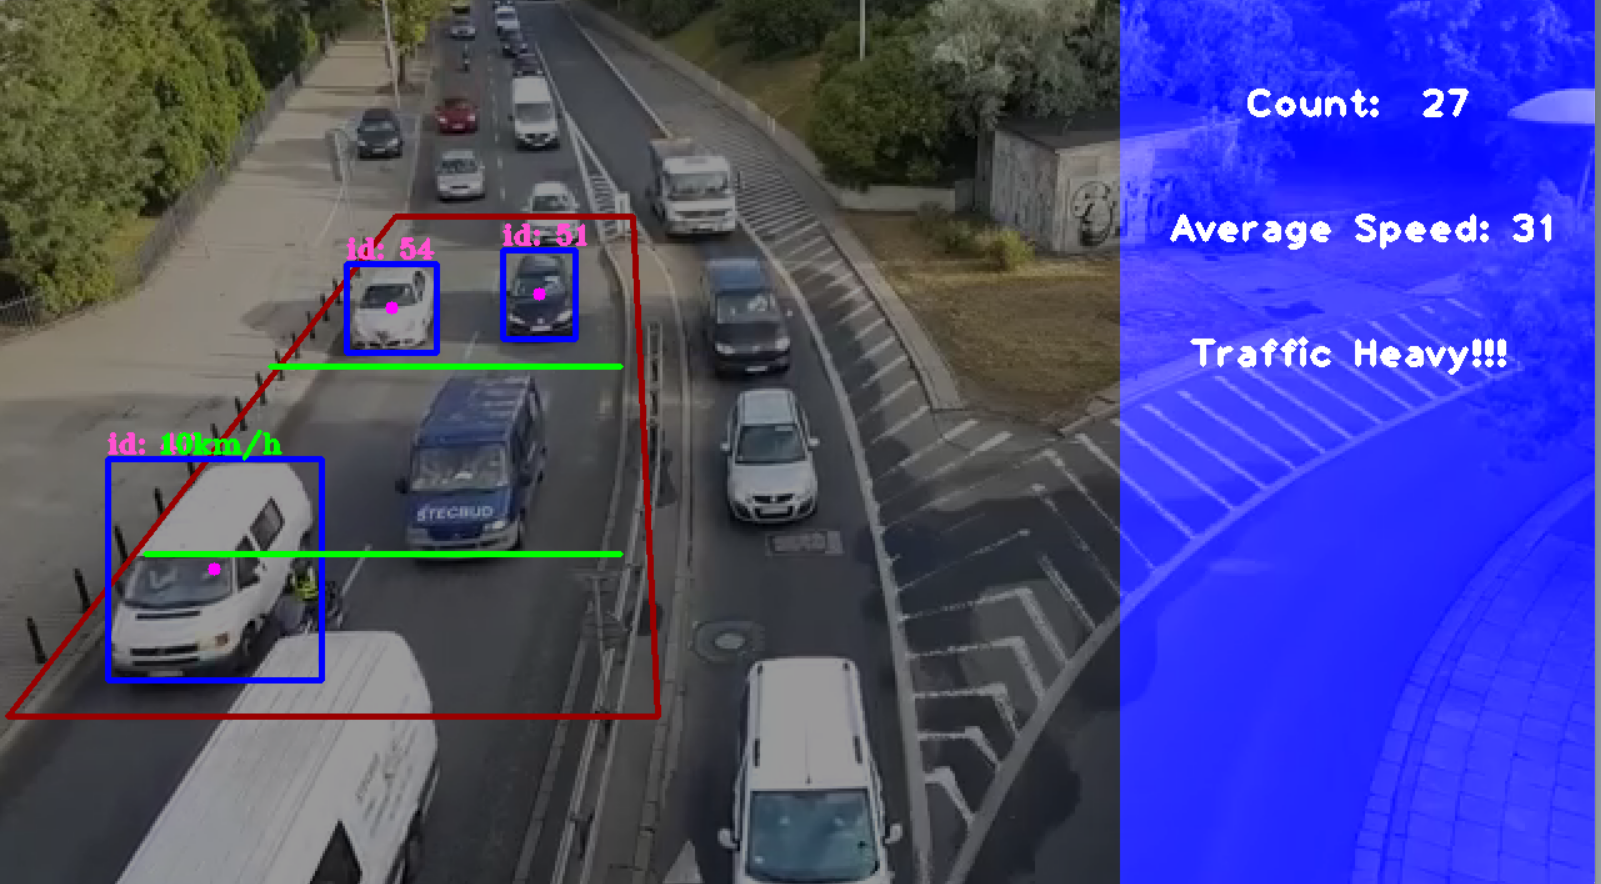 Count: 27
Average Speed: 31
Traffic Heavy!!!
id: 54
id: 51
id: 10km/h
STECBUD